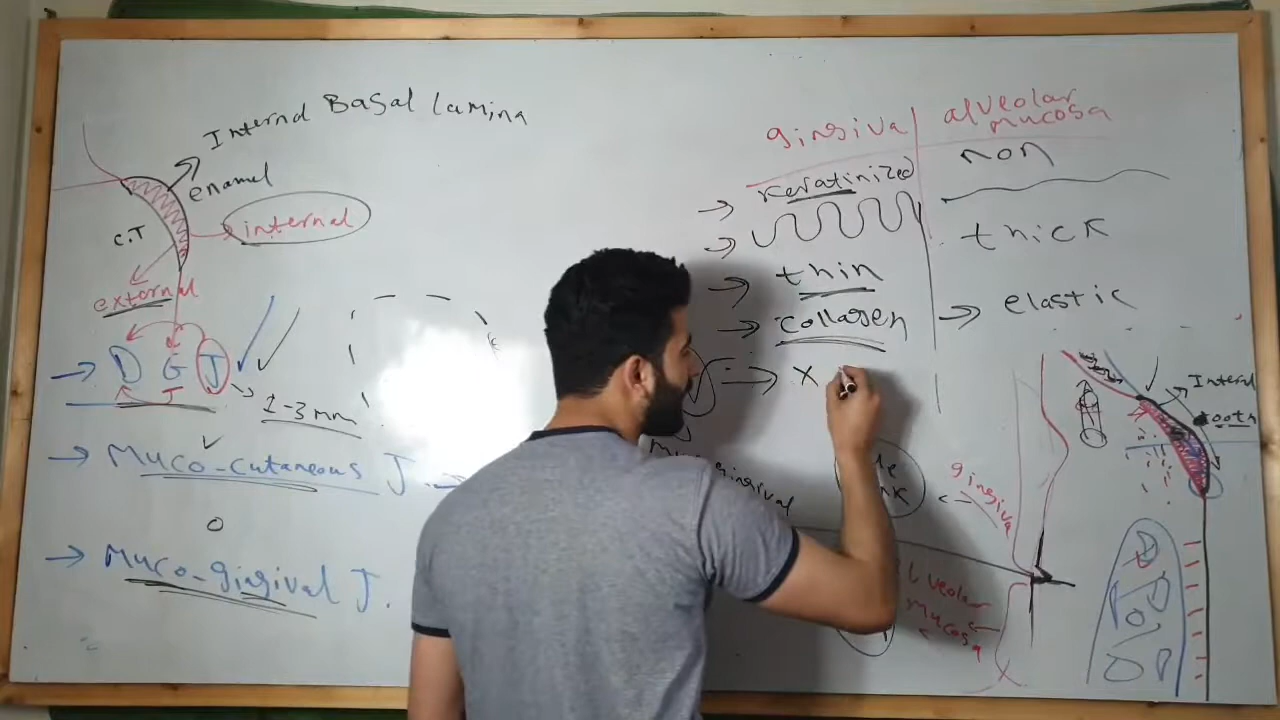 Internal Basal Lamina
enamel
internal
C.T
external
D G J
J
1-3 mm
Muco-Cutaneous J.
Muco-gingival J.
gingiva
alveolar
mucosa
Keratinized
non
thin
thick
collagen
elastic
X
gingiva
mucosa
tooth